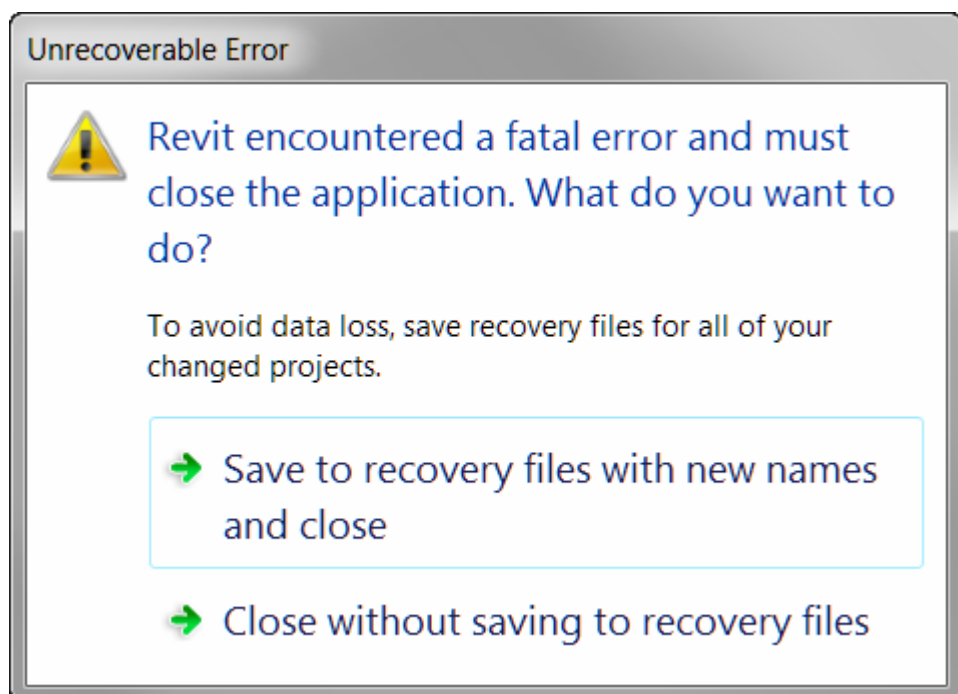 Unrecoverable Error
Revit encountered a fatal error and must
close the application. What do you want to
do?
To avoid data loss, save recovery files for all of your
changed projects.
Save to recovery files with new names
and close
Close without saving to recovery files